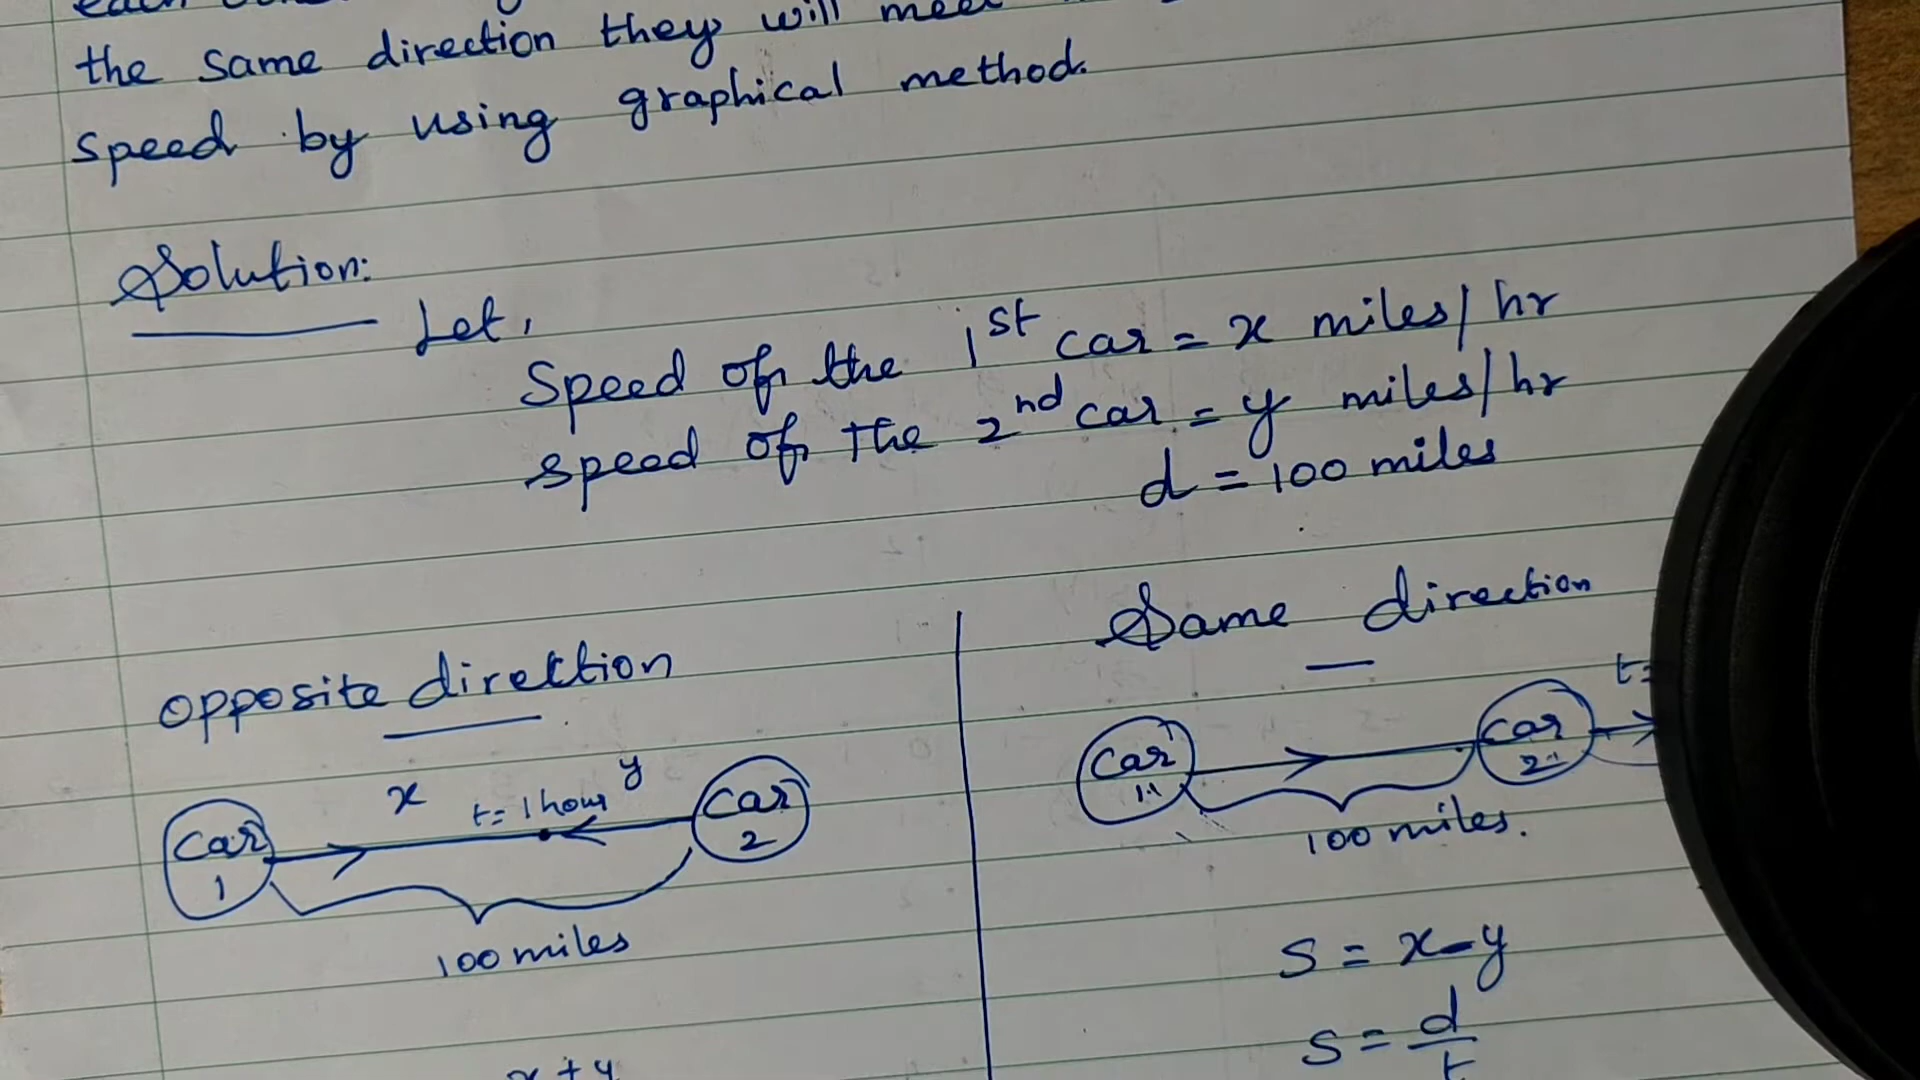 the same direction they will meet
speed by using graphical method.
Solution:
Let,
Speed of the 1st car = x miles/hr
speed of the 2nd car = y miles/hr
d = 100 miles
opposite direction
x t= 1 hour y
car 1
car 2
100 miles
x + y
Same direction
t=
car 1
car 2
100 miles.
S = x-y
S = d/t